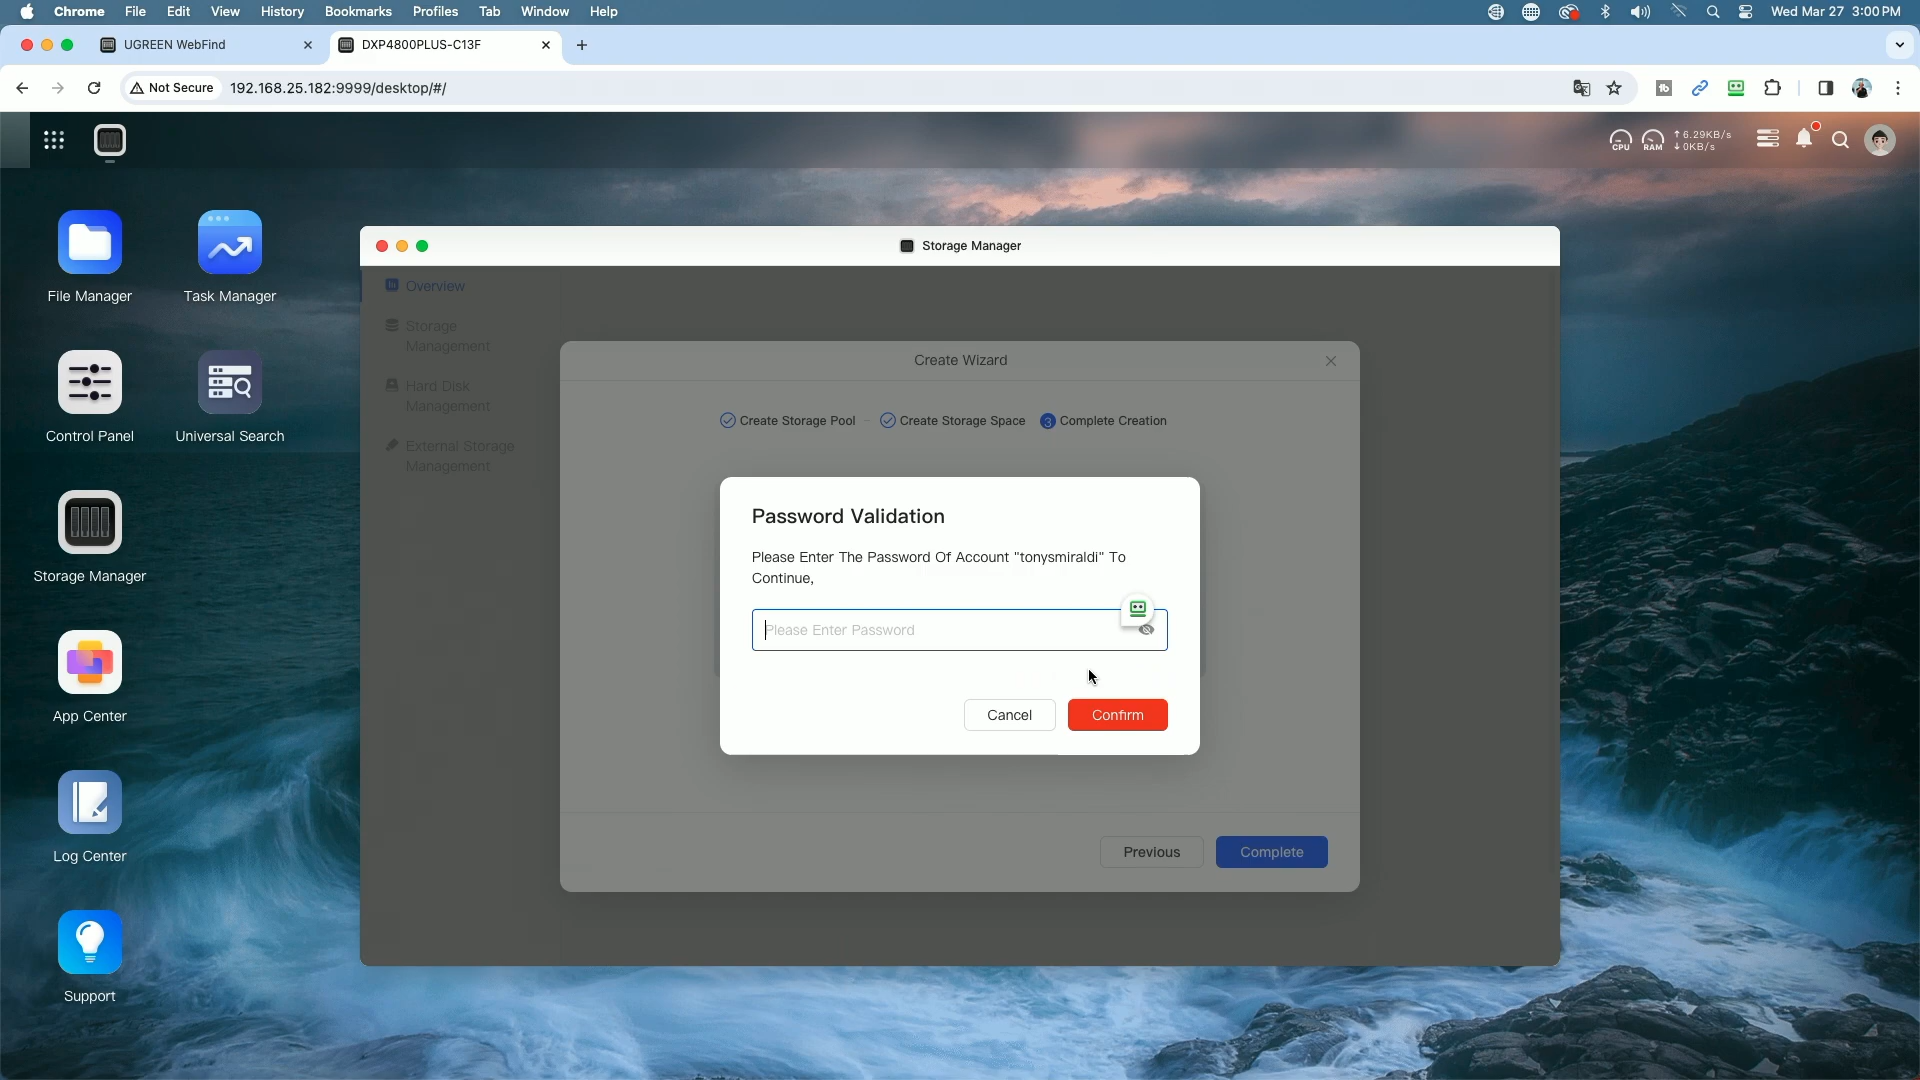 Chrome File Edit View History Bookmarks Profiles Tab Window Help Wed Mar 27 3:00 PM
UGREEN WebFind DXP4800PLUS-C13F
Not Secure 192.168.25.182:9999/desktop/#/
CPU RAM 6.29KB/s
0KB/s
File Manager
Task Manager
Control Panel
Universal Search
Storage Manager
App Center
Log Center
Support
Storage Manager
Overview
Storage
Management
Hard Disk
Management
External Storage
Management
Create Wizard
Create Storage Pool Create Storage Space 3 Complete Creation
Password Validation
Please Enter The Password Of Account "tonysmiraldi" To
Continue,
Please Enter Password
Cancel Confirm
Previous Complete